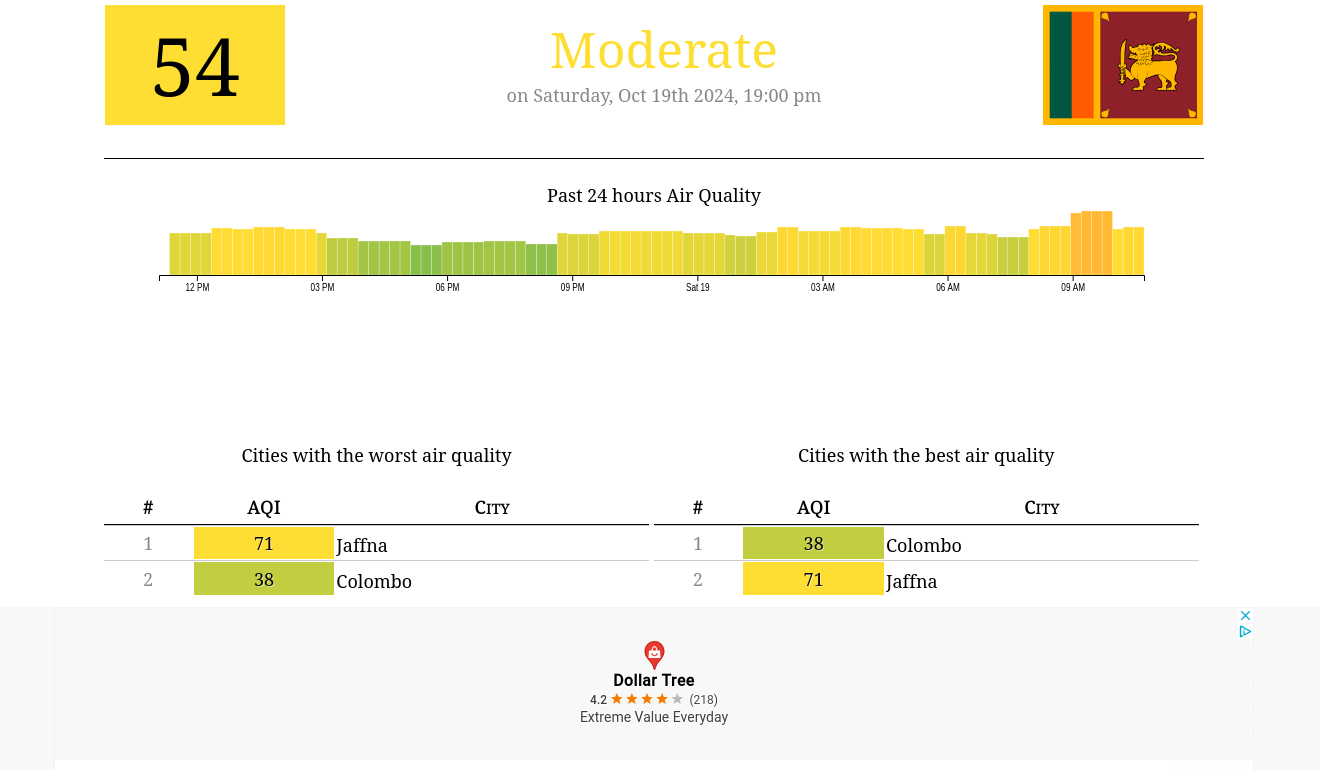 54
Moderate
on Saturday, Oct 19th 2024, 19:00 pm
Past 24 hours Air Quality
12 PM 03 PM 06 PM 09 PM Sat 19 03 AM 06 AM 09 AM
Cities with the worst air quality
# AQI City
1 71 Jaffna
2 38 Colombo
Cities with the best air quality
# AQI City
1 38 Colombo
2 71 Jaffna
Dollar Tree
4.2 (218)
Extreme Value Everyday